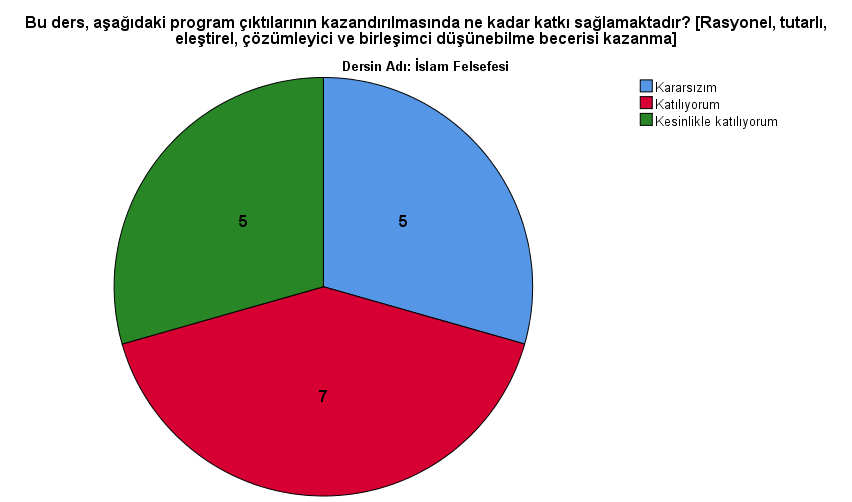 Bu ders, aşağıdaki program çıktılarının kazandırılmasında ne kadar katkı sağlamaktadır? [Rasyonel, tutarlı,
eleştirel, çözümleyici ve birleşimci düşünebilme becerisi kazanma]
Dersin Adı: İslam Felsefesi
Kararsızım
Katılıyorum
Kesinlikle katılıyorum
5
5
7